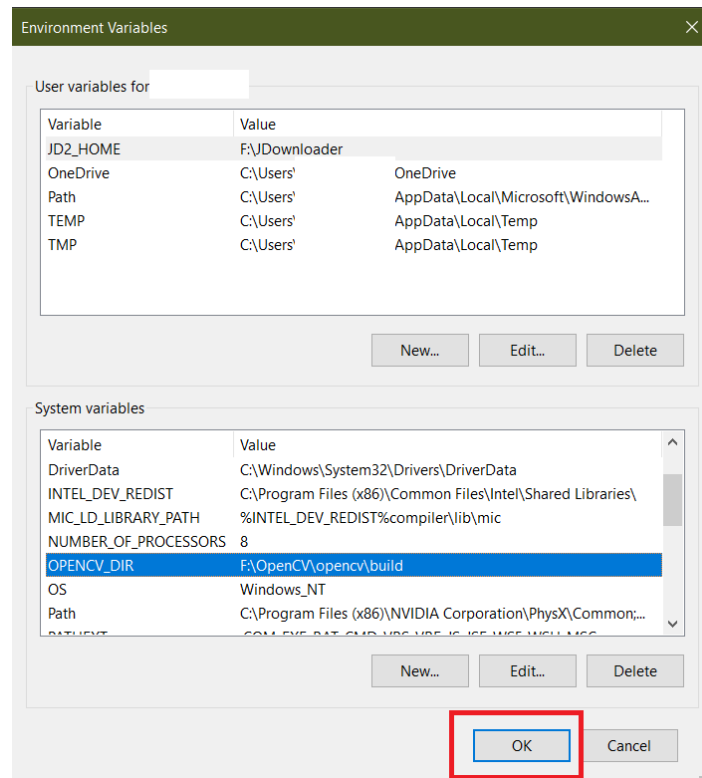 Environment Variables
User variables for
Variable Value
JD2_HOME F:\JDownloader
OneDrive C:\Users' OneDrive
Path C:\Users' AppData\Local\Microsoft\WindowsA...
TEMP C:\Users' AppData\Local\Temp
TMP C:\Users' AppData\Local\Temp
New... Edit... Delete
System variables
Variable Value
DriverData C:\Windows\System32\Drivers\DriverData
INTEL_DEV_REDIST C:\Program Files (x86)\Common Files\Intel\Shared Libraries\
MIC_LD_LIBRARY_PATH %INTEL_DEV_REDIST%compiler\lib\mic
NUMBER_OF_PROCESSORS 8
OPENCV_DIR F:\OpenCV\opencv\build
OS Windows_NT
Path C:\Program Files (x86)\NVIDIA Corporation\PhysX\Common;...
New... Edit... Delete
OK Cancel